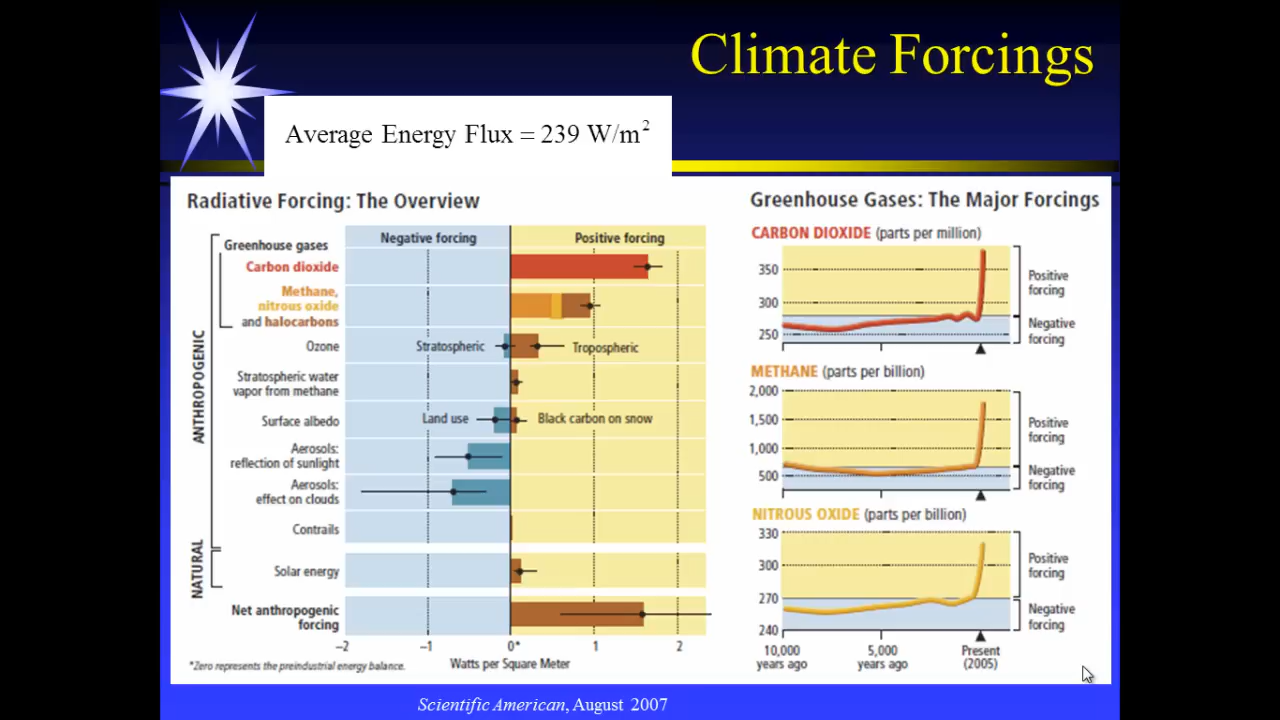 Climate Forcings
Average Energy Flux = 239 W/m²
Radiative Forcing: The Overview
Negative forcing
Positive forcing
ANTHROPOGENIC
Greenhouse gases
Carbon dioxide
Methane,
nitrous oxide
and halocarbons
Ozone
Stratospheric
Tropospheric
Stratospheric water
vapor from methane
Surface albedo
Land use
Black carbon on snow
Aerosols:
reflection of sunlight
Aerosols:
effect on clouds
Contrails
NATURAL
Solar energy
Net anthropogenic
forcing
–2
–1
0*
1
2
Watts per Square Meter
*Zero represents the preindustrial energy balance.
Greenhouse Gases: The Major Forcings
CARBON DIOXIDE (parts per million)
350
300
250
Positive
forcing
Negative
forcing
METHANE (parts per billion)
2,000
1,500
1,000
500
Positive
forcing
Negative
forcing
NITROUS OXIDE (parts per billion)
330
300
270
240
Positive
forcing
Negative
forcing
10,000
years ago
5,000
years ago
Present
(2005)
Scientific American, August 2007